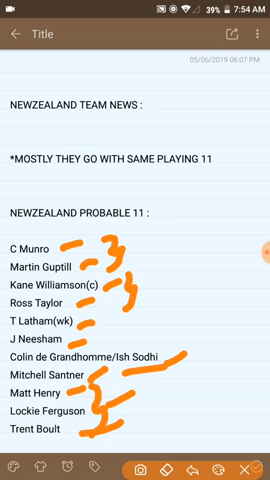 39% 7:54 AM
Title
05/06/2019 06:07 PM
NEWZEALAND TEAM NEWS :
*MOSTLY THEY GO WITH SAME PLAYING 11
NEWZEALAND PROBABLE 11 :
C Munro
Martin Guptill
Kane Williamson(c)
Ross Taylor
T Latham(wk)
J Neesham
Colin de Grandhomme/Ish Sodhi
Mitchell Santner
Matt Henry
Lockie Ferguson
Trent Boult